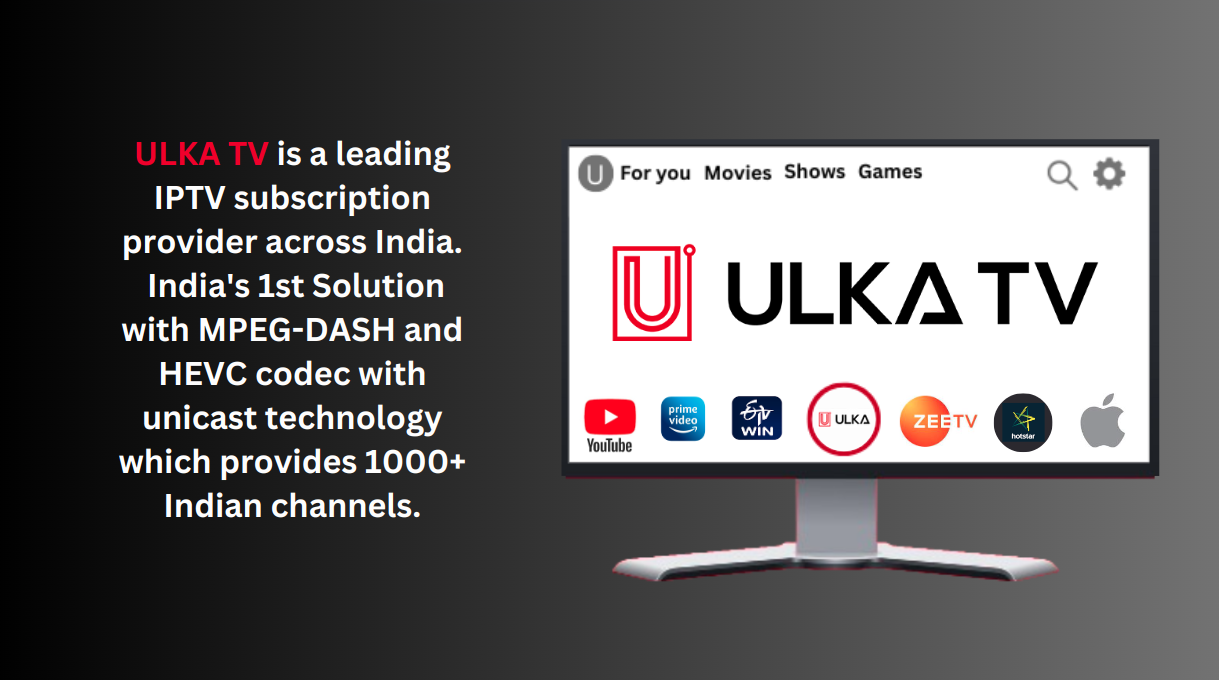 ULKA TV is a leading
IPTV subscription
provider across India.
India's 1st Solution
with MPEG-DASH and
HEVC codec with
unicast technology
which provides 1000+
Indian channels.
U For you Movies Shows Games
U ULKA TV
YouTube
prime
video
ఈటీవీ
WIN
U ULKA
ZEETV
hotstar